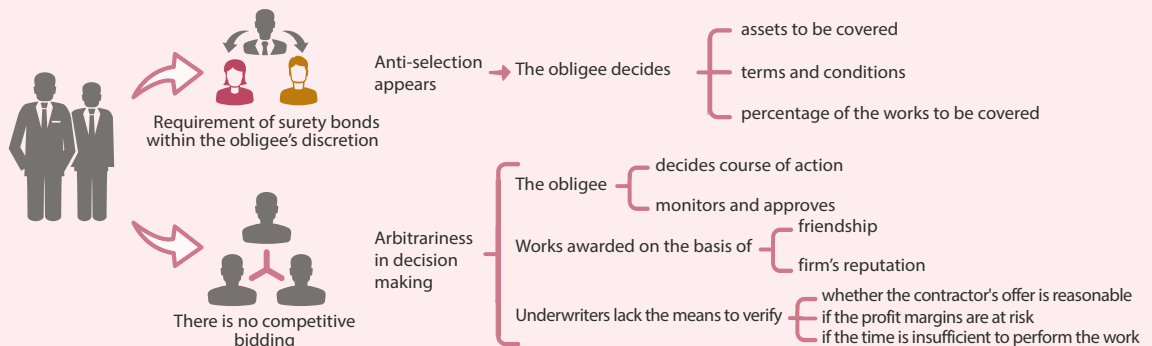 Requirement of surety bonds
within the obligee's discretion
Anti-selection
appears
The obligee decides
assets to be covered
terms and conditions
percentage of the works to be covered
There is no competitive
bidding
Arbitrariness
in decision
making
The obligee
decides course of action
monitors and approves
Works awarded on the basis of
friendship
firm's reputation
Underwriters lack the means to verify
whether the contractor's offer is reasonable
if the profit margins are at risk
if the time is insufficient to perform the work